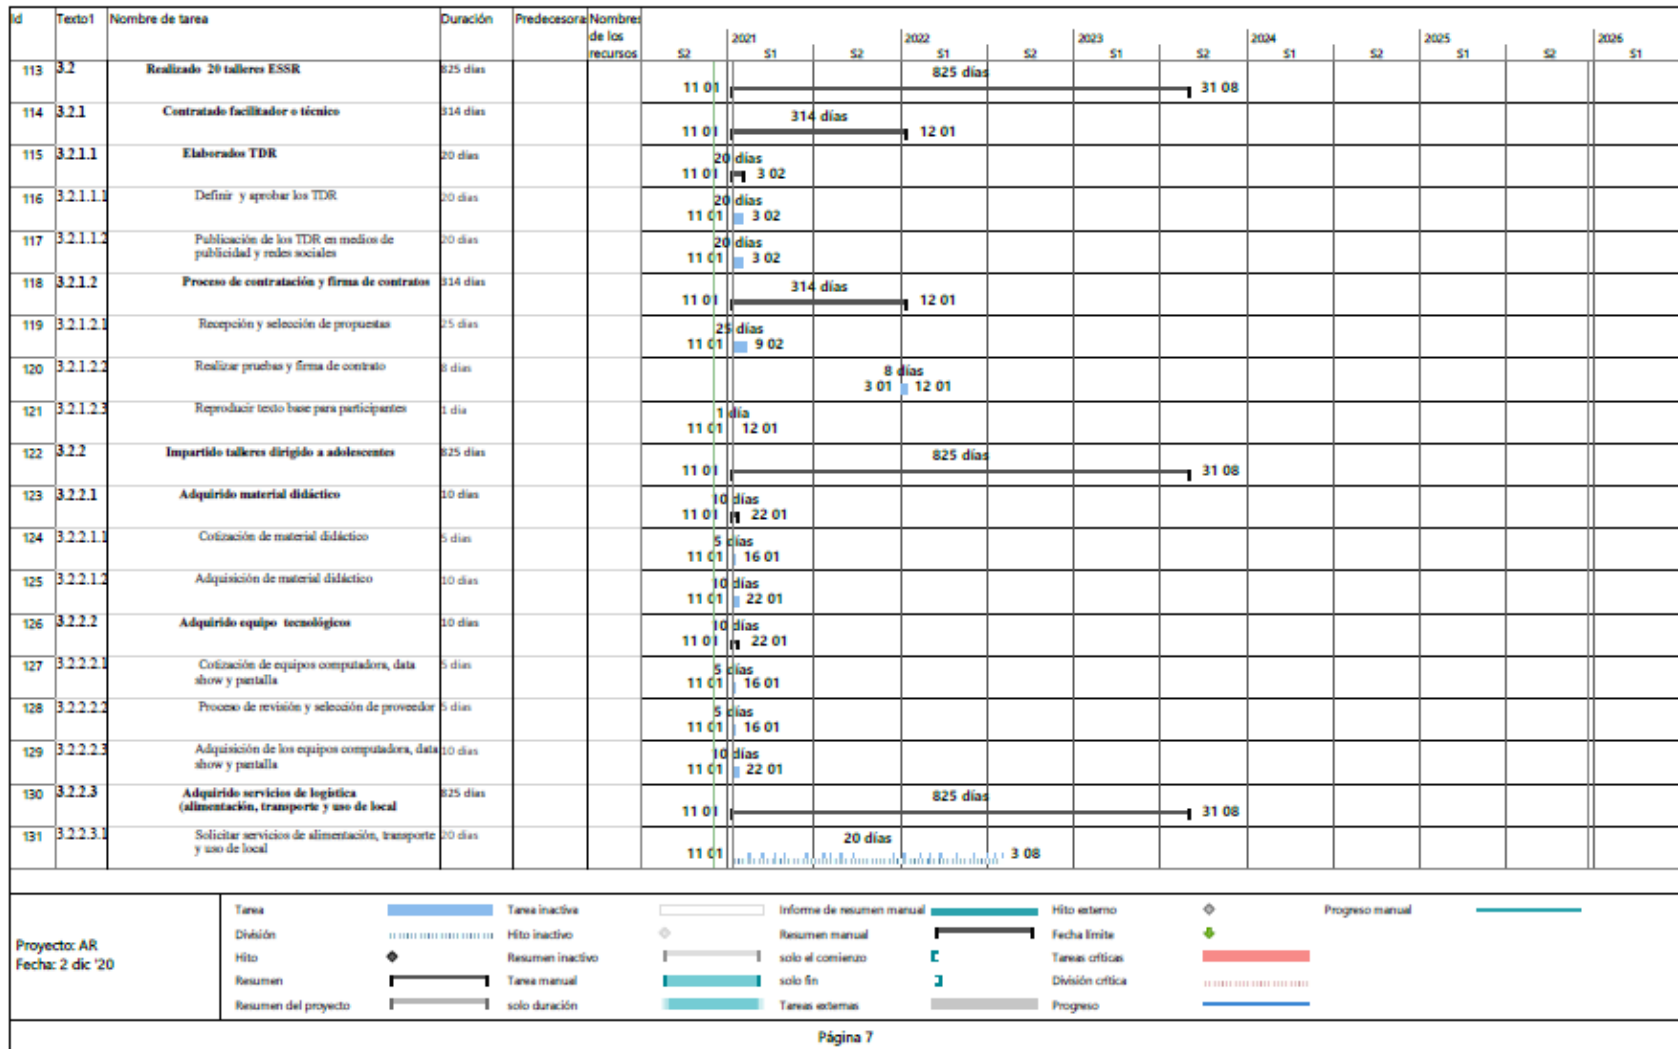 Id Texto1 Nombre de tarea Duración Predecesora Nombres de los recursos
2021 2022 2023 2024 2025 2026
S2 S1 S2 S1 S2 S1 S2 S1 S2 S1 S2 S1
113 3.2 Realizado 20 talleres ESSR 825 días 11 01 825 días 31 08
114 3.2.1 Contratado facilitador o técnico 314 días 11 01 314 días 12 01
115 3.2.1.1 Elaborados TDR 20 días 11 01 20 días 3 02
116 3.2.1.1.1 Definir y aprobar los TDR 20 días 11 01 20 días 3 02
117 3.2.1.1.2 Publicación de los TDR en medios de
publicidad y redes sociales 20 días 11 01 20 días 3 02
118 3.2.1.2 Proceso de contratación y firma de contratos 314 días 11 01 314 días 12 01
119 3.2.1.2.1 Recepción y selección de propuestas 25 días 11 01 25 días 9 02
120 3.2.1.2.2 Realizar pruebas y firma de contrato 8 días 3 01 8 días 12 01
121 3.2.1.2.3 Reproducir texto base para participantes 1 día 11 01 1 día 12 01
122 3.2.2 Impartido talleres dirigido a adolescentes 825 días 11 01 825 días 31 08
123 3.2.2.1 Adquirido material didáctico 10 días 11 01 10 días 22 01
124 3.2.2.1.1 Cotización de material didáctico 5 días 11 01 5 días 16 01
125 3.2.2.1.2 Adquisición de material didáctico 10 días 11 01 10 días 22 01
126 3.2.2.2 Adquirido equipo tecnológicos 10 días 11 01 10 días 22 01
127 3.2.2.2.1 Cotización de equipos computadora, data
show y pantalla 5 días 11 01 5 días 16 01
128 3.2.2.2.2 Proceso de revisión y selección de proveedor 5 días 11 01 5 días 16 01
129 3.2.2.2.3 Adquisición de los equipos computadora, data
show y pantalla 10 días 11 01 10 días 22 01
130 3.2.2.3 Adquirido servicios de logística
(alimentación, transporte y uso de local 825 días 11 01 825 días 31 08
131 3.2.2.3.1 Solicitar servicios de alimentación, transporte
y uso de local 20 días 11 01 20 días 3 08
Proyecto: AR
Fecha: 2 dic '20
Tarea Tarea inactiva Informe de resumen manual Hito externo Progreso manual
División Hito inactivo Resumen manual Fecha límite
Hito Resumen inactivo solo el comienzo Tareas críticas
Resumen Tarea manual solo fin División crítica
Resumen del proyecto solo duración Tareas externas Progreso
Página 7